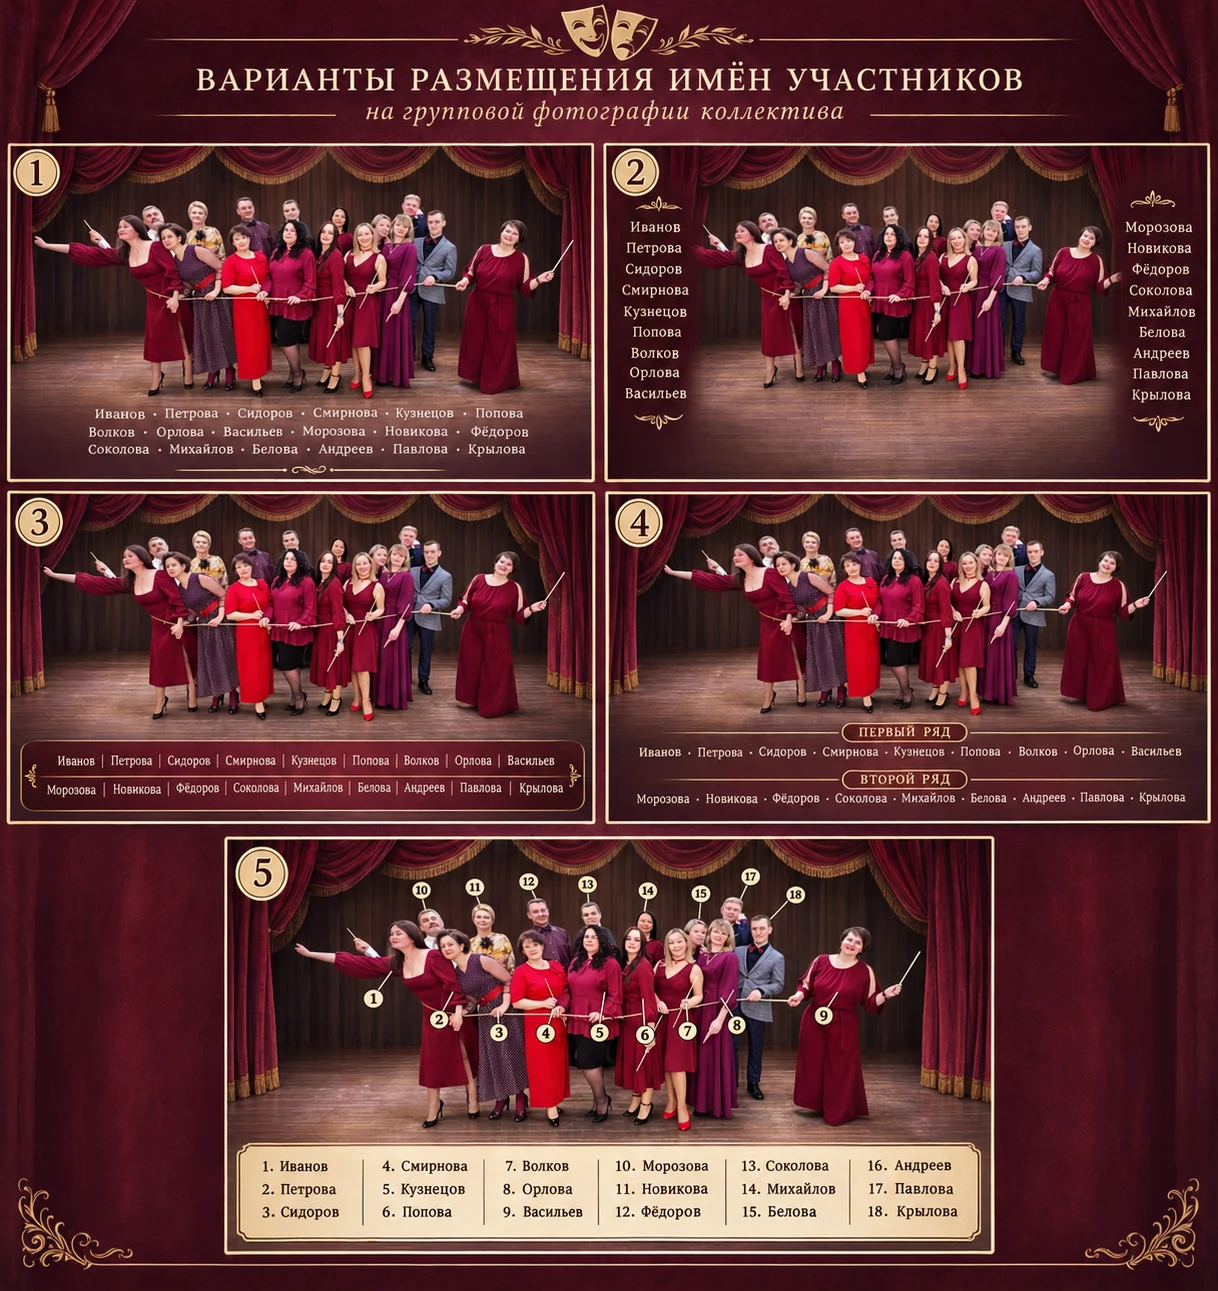 ВАРИАНТЫ РАЗМЕЩЕНИЯ ИМЁН УЧАСТНИКОВ
на групповой фотографии коллектива
1
Иванов • Петрова • Сидоров • Смирнова • Кузнецов • Попова
Волков • Орлова • Васильев • Морозова • Новикова • Фёдоров
Соколова • Михайлов • Белова • Андреев • Павлова • Крылова
2
Иванов
Петрова
Сидоров
Смирнова
Кузнецов
Попова
Волков
Орлова
Васильев
Морозова
Новикова
Фёдоров
Соколова
Михайлов
Белова
Андреев
Павлова
Крылова
3
Иванов | Петрова | Сидоров | Смирнова | Кузнецов | Попова | Волков | Орлова | Васильев
Морозова | Новикова | Фёдоров | Соколова | Михайлов | Белова | Андреев | Павлова | Крылова
4
ПЕРВЫЙ РЯД
Иванов • Петрова • Сидоров • Смирнова • Кузнецов • Попова • Волков • Орлова • Васильев
ВТОРОЙ РЯД
Морозова • Новикова • Фёдоров • Соколова • Михайлов • Белова • Андреев • Павлова • Крылова
5
10 11 12 13 14 15 17 18
1 2 3 4 5 6 7 8 9
1. Иванов 4. Смирнова 7. Волков 10. Морозова 13. Соколова 16. Андреев
2. Петрова 5. Кузнецов 8. Орлова 11. Новикова 14. Михайлов 17. Павлова
3. Сидоров 6. Попова 9. Васильев 12. Фёдоров 15. Белова 18. Крылова